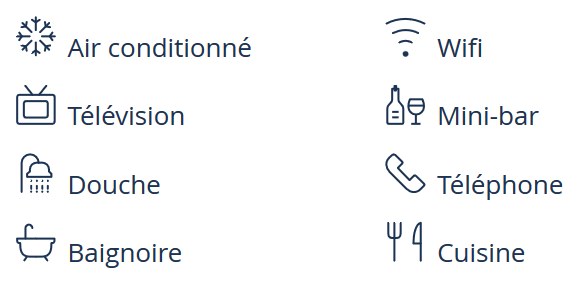 Air conditionné
Wifi
Télévision
Mini-bar
Douche
Téléphone
Baignoire
Cuisine